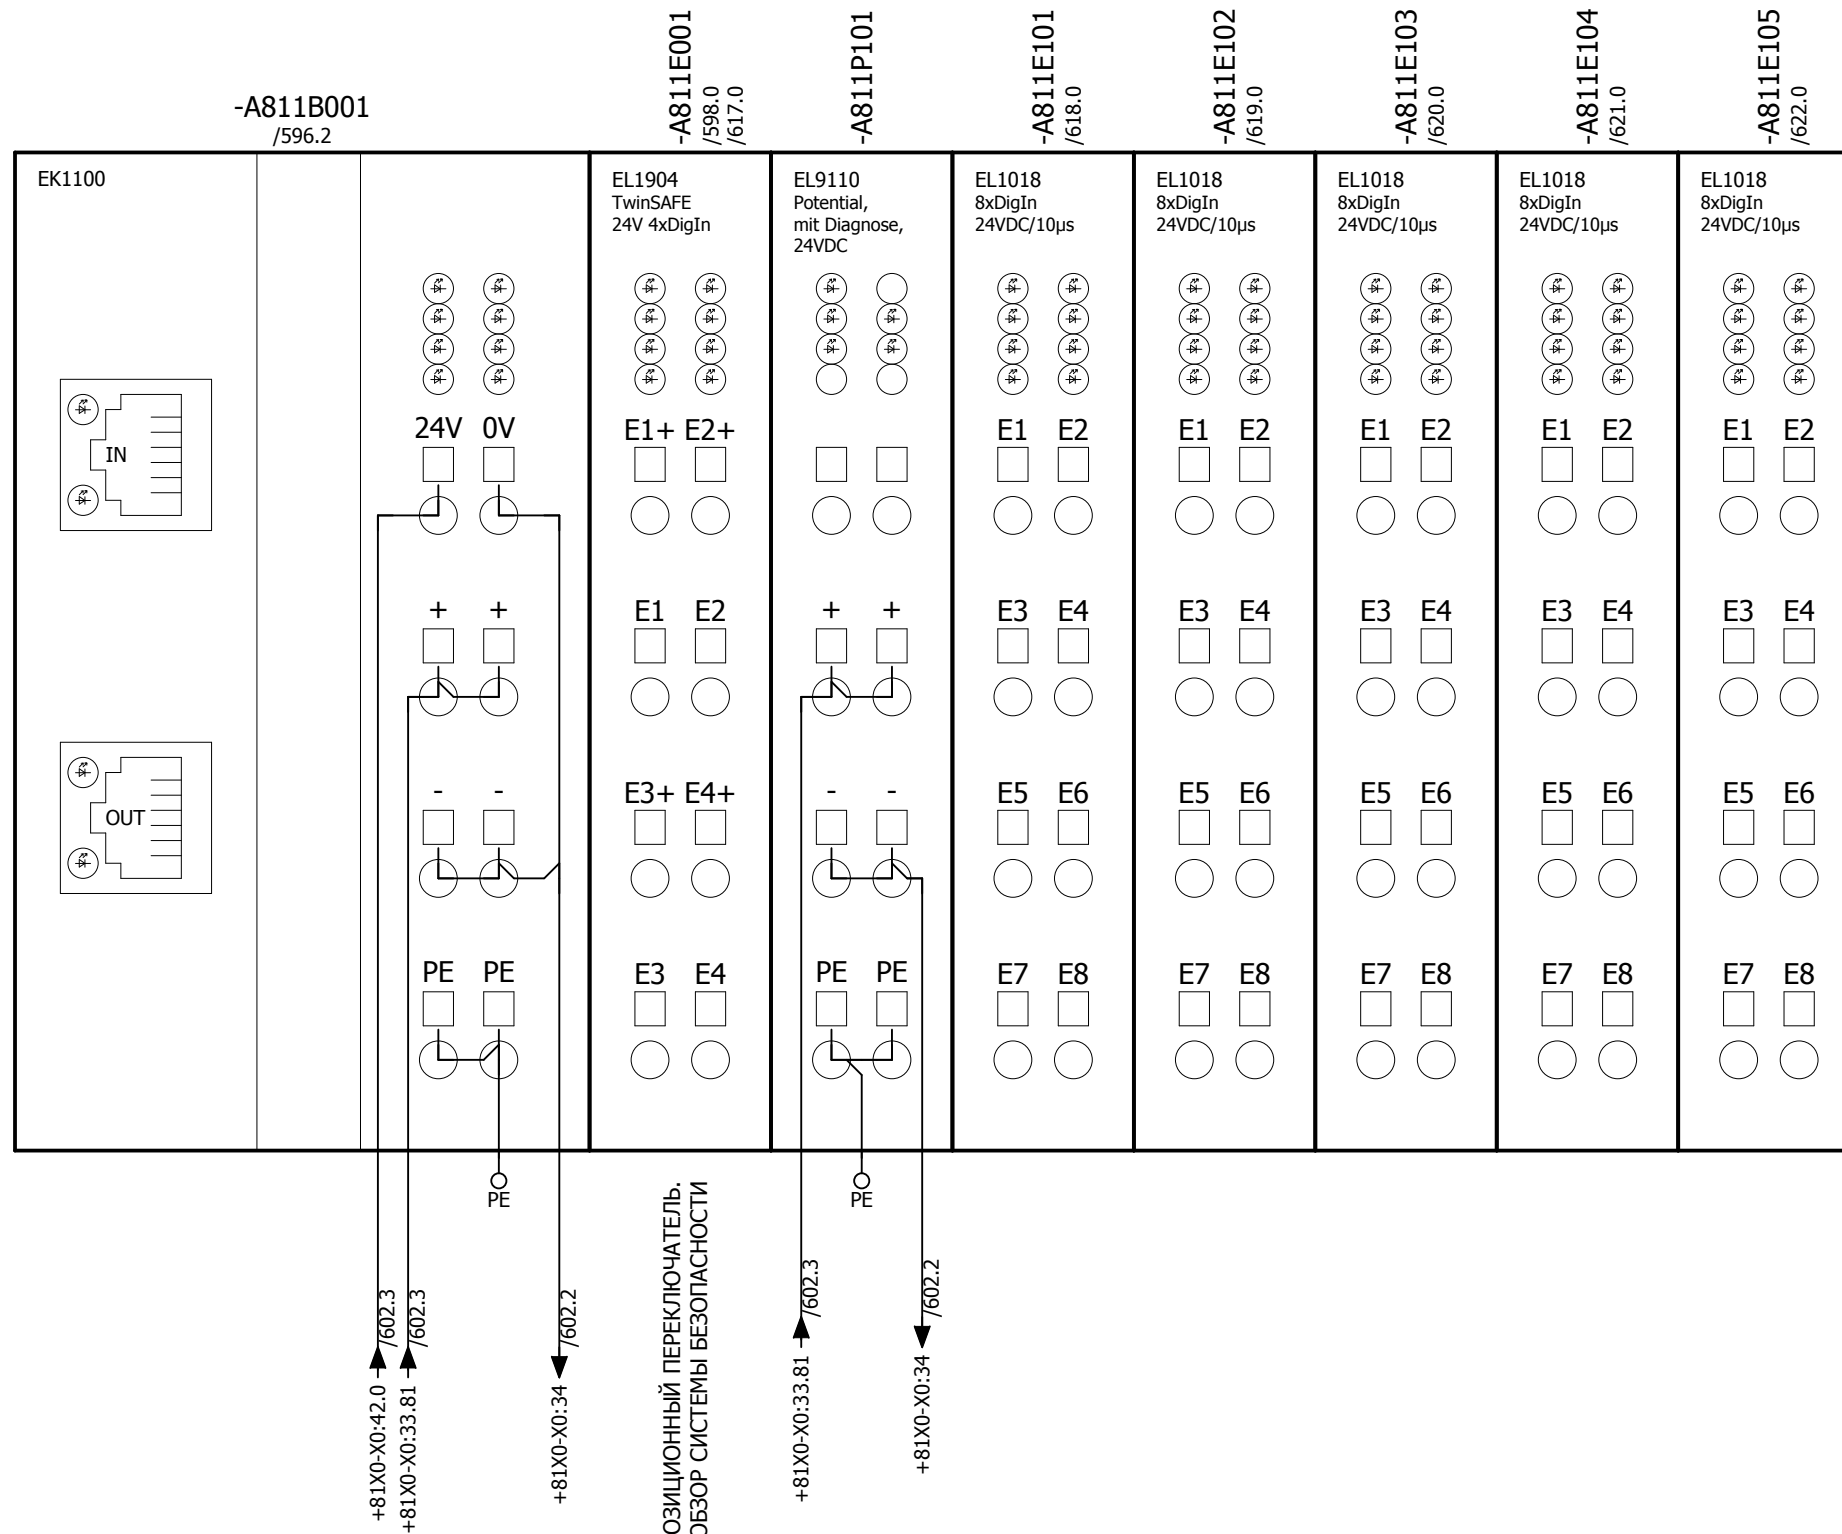 -A811B001
/596.2
-A811E001
/598.0
/617.0
-A811P101
-A811E101
/618.0
-A811E102
/619.0
-A811E103
/620.0
-A811E104
/621.0
-A811E105
/622.0
EK1100
EL1904
TwinSAFE
24V 4xDigIn
EL9110
Potential,
mit Diagnose,
24VDC
EL1018
8xDigIn
24VDC/10µs
EL1018
8xDigIn
24VDC/10µs
EL1018
8xDigIn
24VDC/10µs
EL1018
8xDigIn
24VDC/10µs
EL1018
8xDigIn
24VDC/10µs
IN
24V 0V E1+ E2+ E1 E2 E1 E2 E1 E2 E1 E2 E1 E2
+ + E1 E2 + + E3 E4 E3 E4 E3 E4 E3 E4 E3 E4
OUT
- - E3+ E4+ - - E5 E6 E5 E6 E5 E6 E5 E6 E5 E6
PE PE E3 E4 PE PE E7 E8 E7 E8 E7 E8 E7 E8 E7 E8
PE
PE
+81X0-X0:42.0
/602.3
+81X0-X0:33.81
/602.3
+81X0-X0:34
/602.2
ОЗИЦИОННЫЙ ПЕРЕКЛЮЧАТЕЛЬ.
ОБЗОР СИСТЕМЫ БЕЗОПАСНОСТИ
+81X0-X0:33.81
/602.3
+81X0-X0:34
/602.2